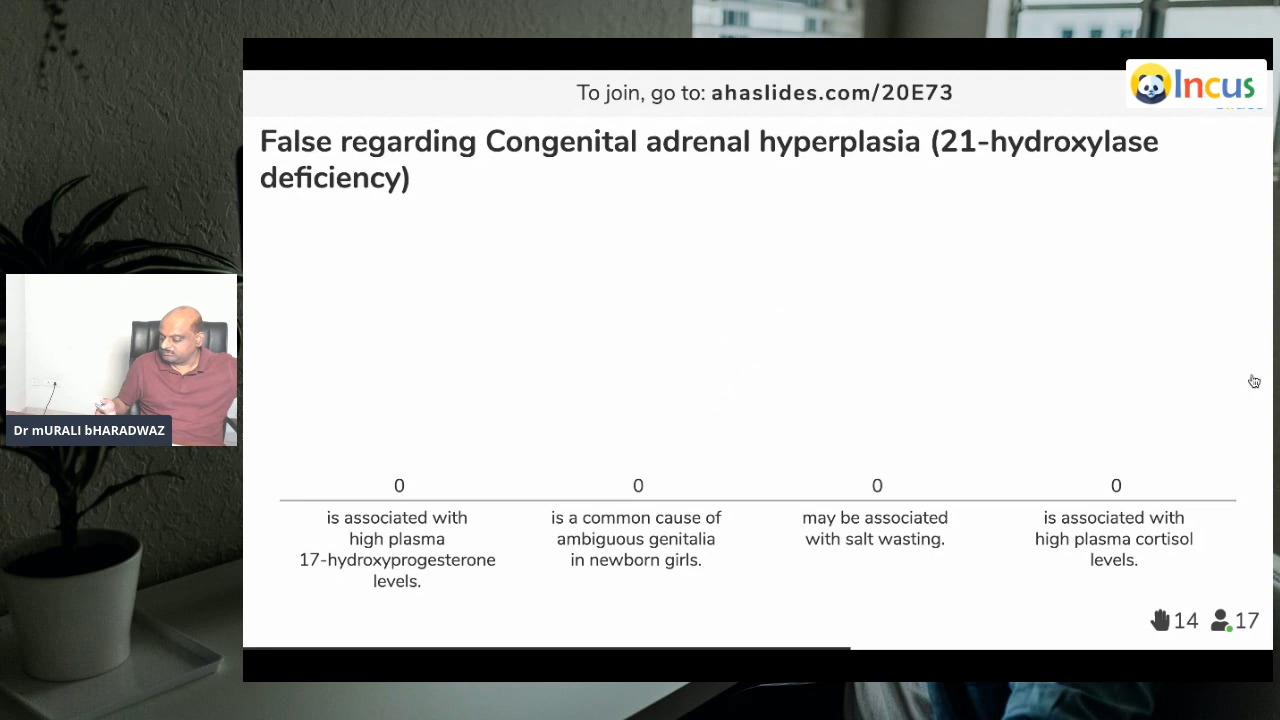 To join, go to: ahaslides.com/20E73
Incus
False regarding Congenital adrenal hyperplasia (21-hydroxylase
deficiency)
Dr mURALI bHARADWAZ
0
is associated with
high plasma
17-hydroxyprogesterone
levels.
0
is a common cause of
ambiguous genitalia
in newborn girls.
0
may be associated
with salt wasting.
0
is associated with
high plasma cortisol
levels.
14
17